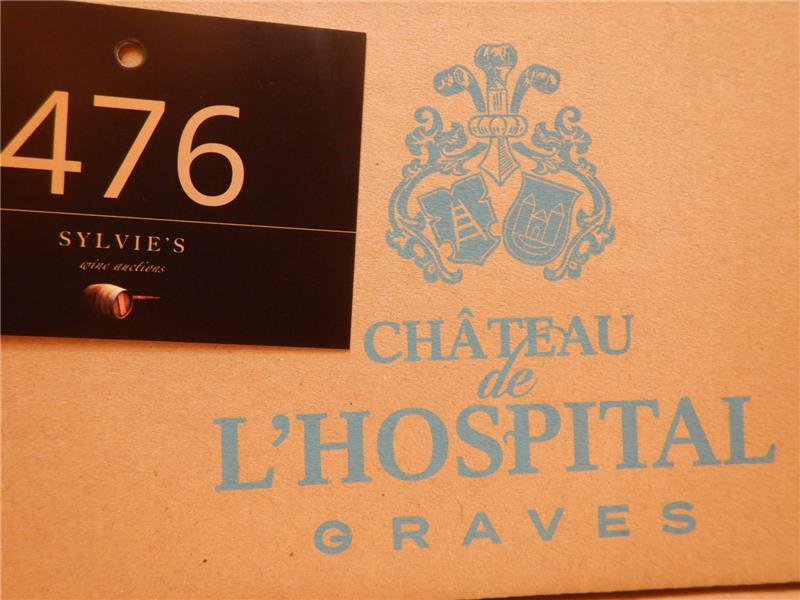 476
SYLVIE'S
wine auctions
CHÂTEAU
de
L'HOSPITAL
GRAVES